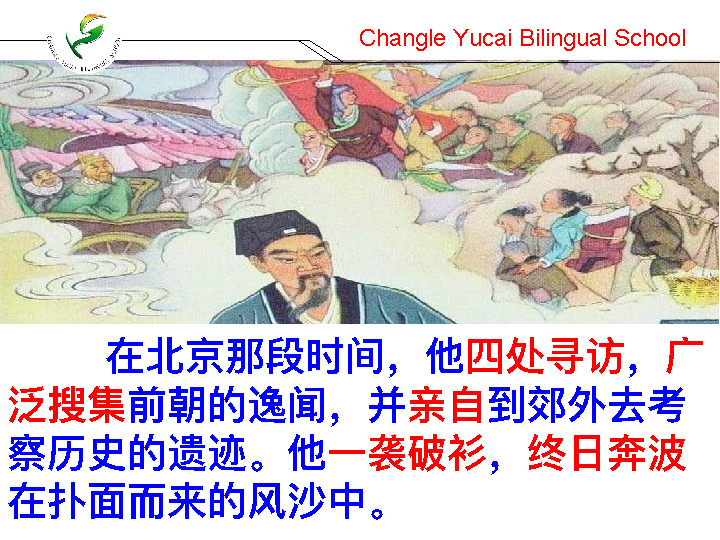 Changle Yucai Bilingual School
在北京那段时间，他四处寻访，广
泛搜集前朝的逸闻，并亲自到郊外去考
察历史的遗迹。他一袭破衫，终日奔波
在扑面而来的风沙中。